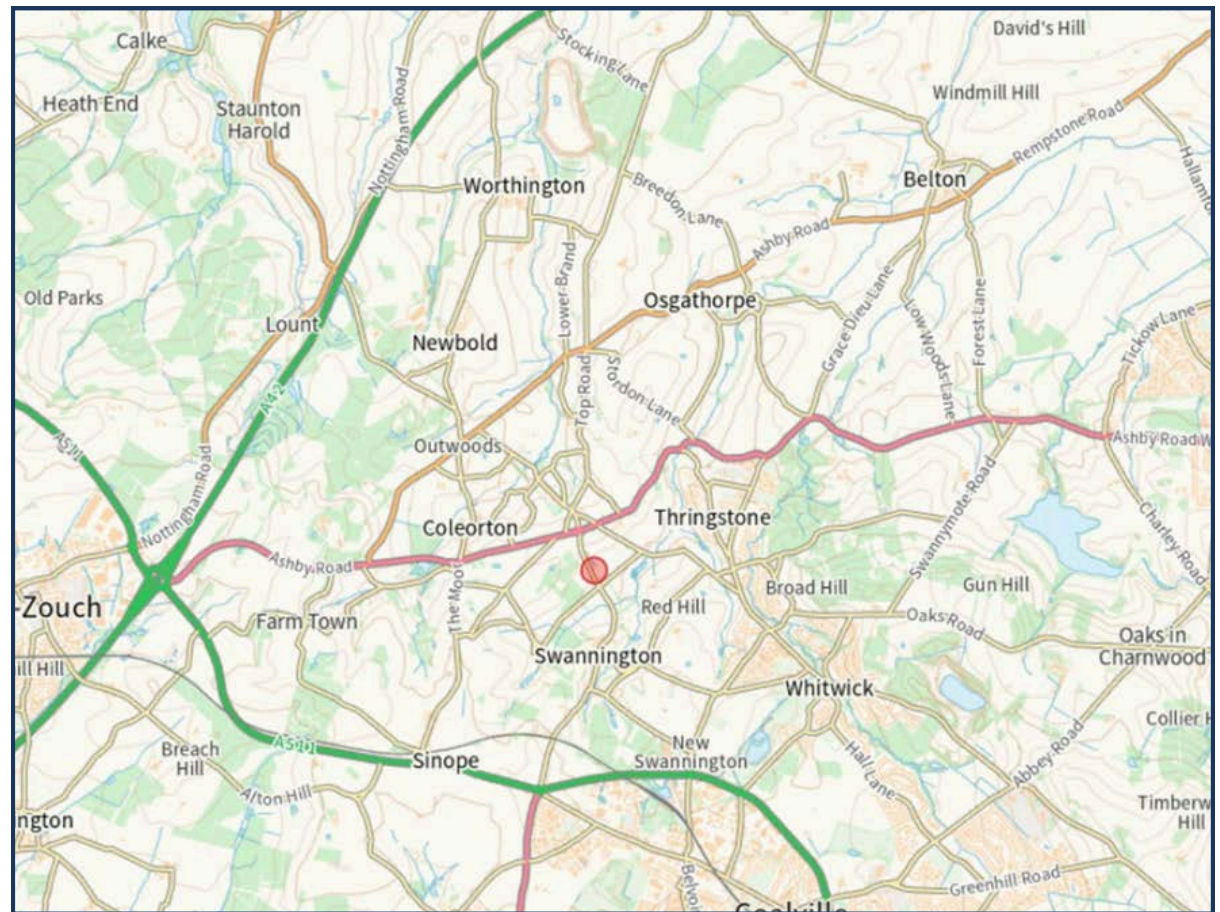 David's Hill
Calke
Stocking Lane
Heath End
Staunton
Harold
Nottingham Road
Windmill Hill
Rempstone Road
Worthington
Breedon Lane
Belton
Ashby Road
Old Parks
Lower Brand
Osgathorpe
Grace Dieu Lane
Low Woods Lane
Forest Lane
Tickow Lane
Lount
Newbold
A42
Top Road
A511
Outwoods
Ashby Road W
Nottingham Road
Coleorton
Thringstone
Swannymote Road
Charley Road
Ashby Road
Broad Hill
Gun Hill
-Zouch
Farm Town
The Moor
Red Hill
Oaks Road
Oaks in
Charnwood
ill Hill
Swannington
Whitwick
Collier H
A511
Breach
Hill
Sinope
New
Swannington
Hall Lane
Abbey Road
Alton Hill
Timberw
Hill
ngton
Greenhill Road